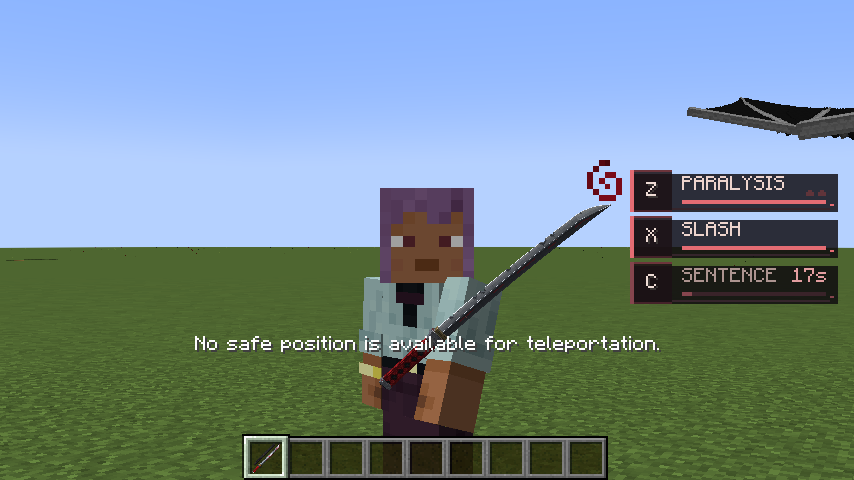 Z PARALYSIS
X SLASH
C SENTENCE 17s
No safe position is available for teleportation.